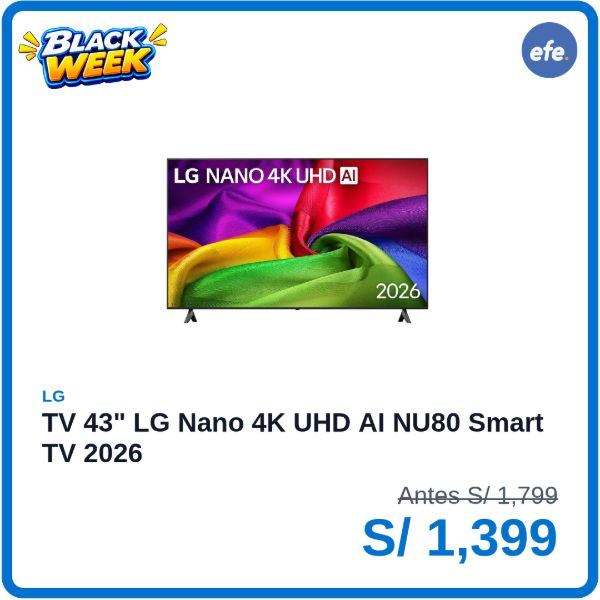 BLACK
WEEK
efe.
LG NANO 4K UHD AI
2026
LG
TV 43" LG Nano 4K UHD AI NU80 Smart
TV 2026
Antes S/ 1,799
S/ 1,399